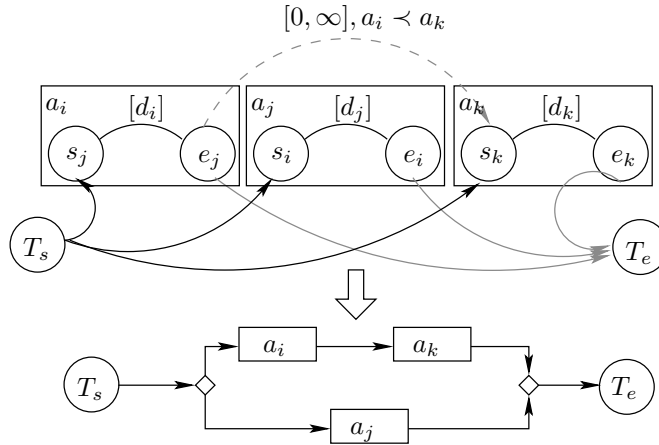 [0, ∞], a_i ≺ a_k
a_i [d_i] a_j [d_j] a_k [d_k]
s_j e_j s_i e_i s_k e_k
T_s T_e
a_i a_k
T_s T_e
a_j